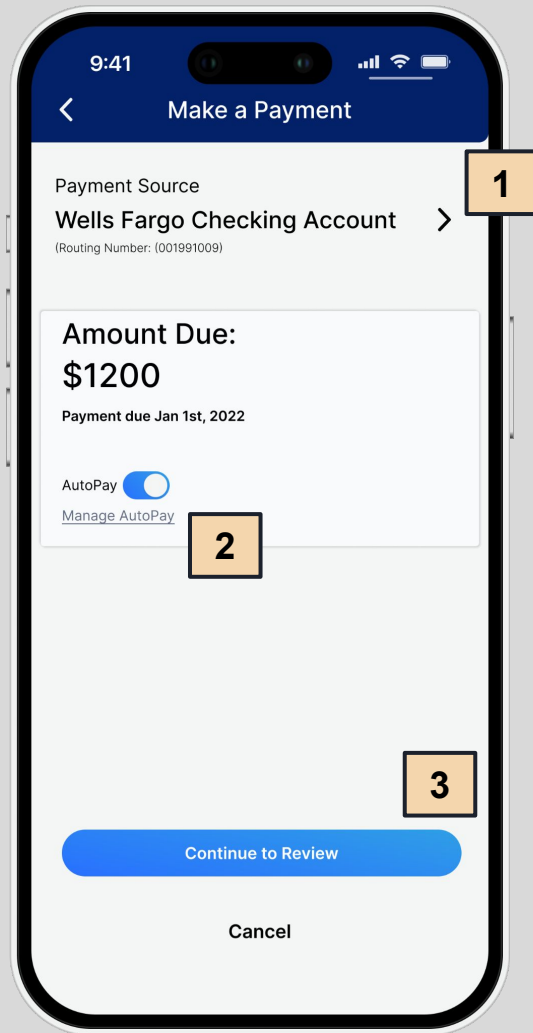 9:41
Make a Payment
1
Payment Source
Wells Fargo Checking Account
(Routing Number: (001991009)
Amount Due:
$1200
Payment due Jan 1st, 2022
AutoPay
Manage AutoPay
2
3
Continue to Review
Cancel